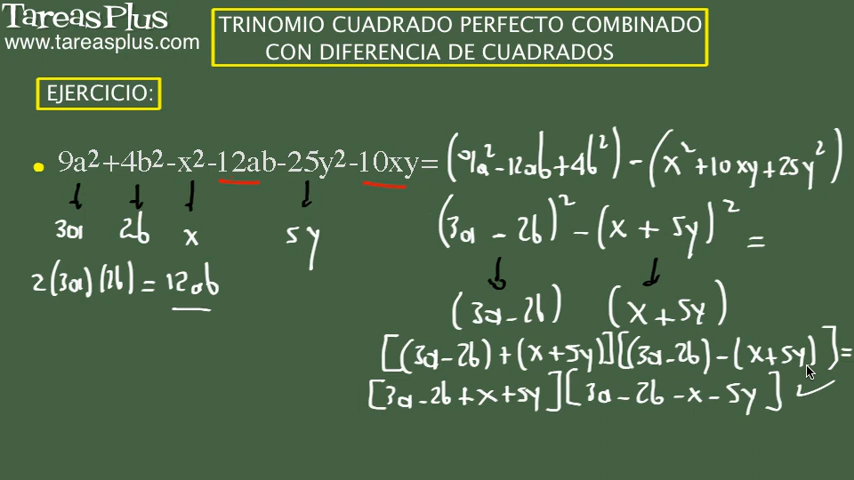 TareasPlus
www.tareasplus.com
TRINOMIO CUADRADO PERFECTO COMBINADO
CON DIFERENCIA DE CUADRADOS
EJERCICIO:
• 9a²+4b²-x²-12ab-25y²-10xy= (9a²-12ab+4b²) - (x²+10xy+25y²)
3a 2b x 5y
(3a - 2b)² - (x + 5y)² =
2(3a)(2b) = 12ab
(3a-2b) (x+5y)
[(3a-2b)+(x+5y)][(3a-2b)-(x+5y)]=
[3a-2b+x+5y][3a-2b-x-5y]